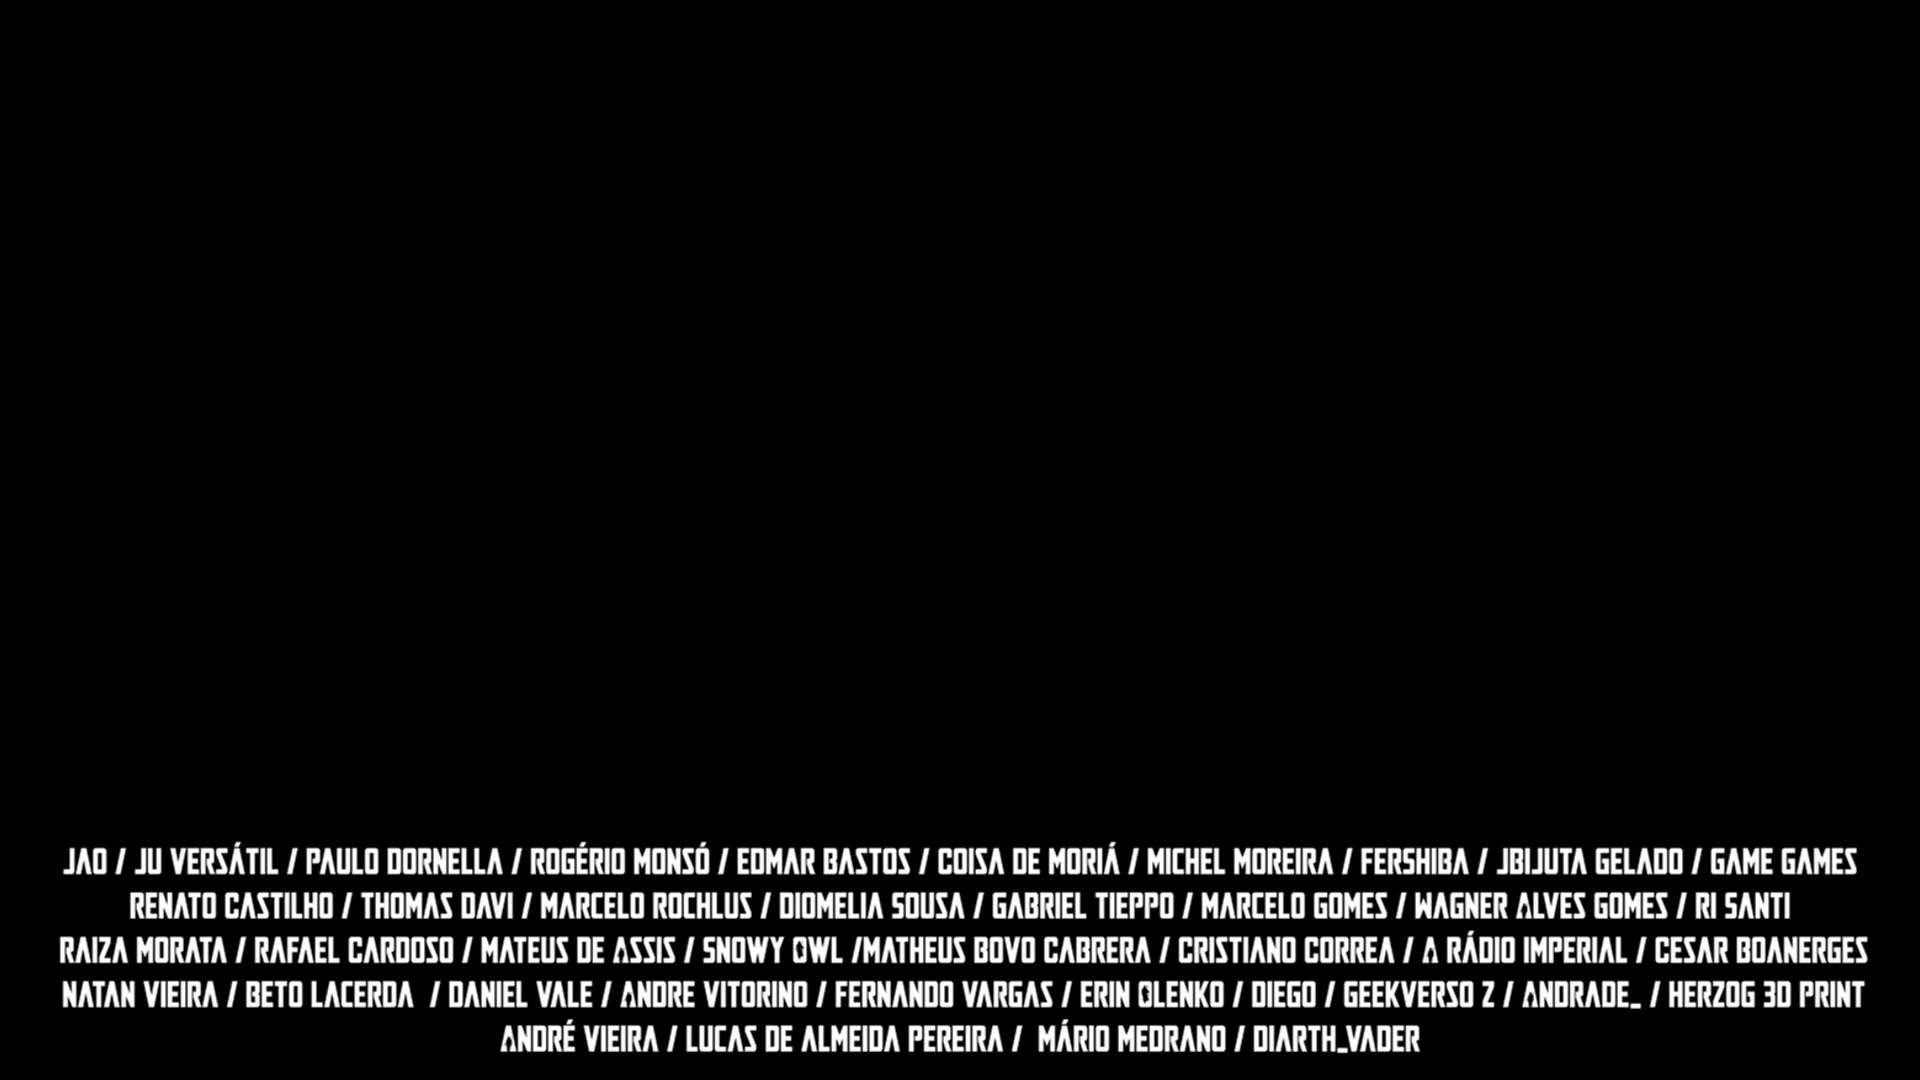 JAO / JU VERSÁTIL / PAULO DORNELLA / ROGÉRIO MONSÓ / EDMAR BASTOS / COISA DE MORIÁ / MICHEL MOREIRA / FERSHIBA / JBIJUTA GELADO / GAME GAMES
RENATO CASTILHO / THOMAS DAVI / MARCELO ROCHLUS / DIOMELIA SOUSA / GABRIEL TIEPPO / MARCELO GOMES / WAGNER ALVES GOMES / RI SANTI
RAIZA MORATA / RAFAEL CARDOSO / MATEUS DE ASSIS / SNOWY OWL /MATHEUS BOVO CABRERA / CRISTIANO CORREA / A RÁDIO IMPERIAL / CESAR BOANERGES
NATAN VIEIRA / BETO LACERDA / DANIEL VALE / ANDRE VITORINO / FERNANDO VARGAS / ERIN OLENKO / DIEGO / GEEKVERSO Z / ANDRADE_ / HERZOG 3D PRINT
ANDRÉ VIEIRA / LUCAS DE ALMEIDA PEREIRA / MÁRIO MEDRANO / DIARTH_VADER